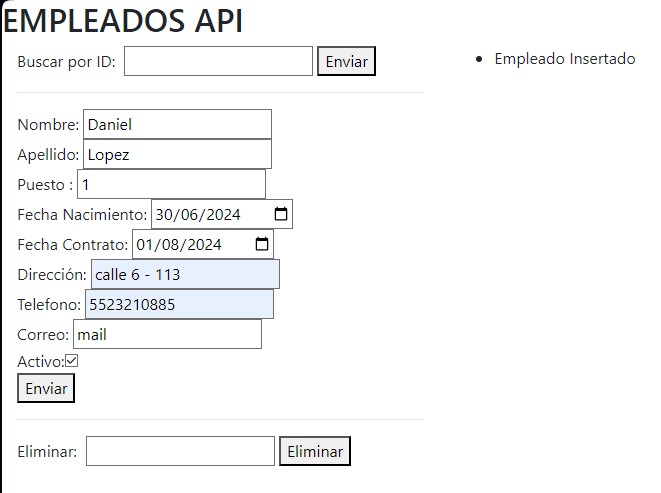 EMPLEADOS API
Buscar por ID: Enviar
Empleado Insertado
Nombre: Daniel
Apellido: Lopez
Puesto : 1
Fecha Nacimiento: 30/06/2024
Fecha Contrato: 01/08/2024
Dirección: calle 6 - 113
Telefono: 5523210885
Correo: mail
Activo:
Enviar
Eliminar: Eliminar